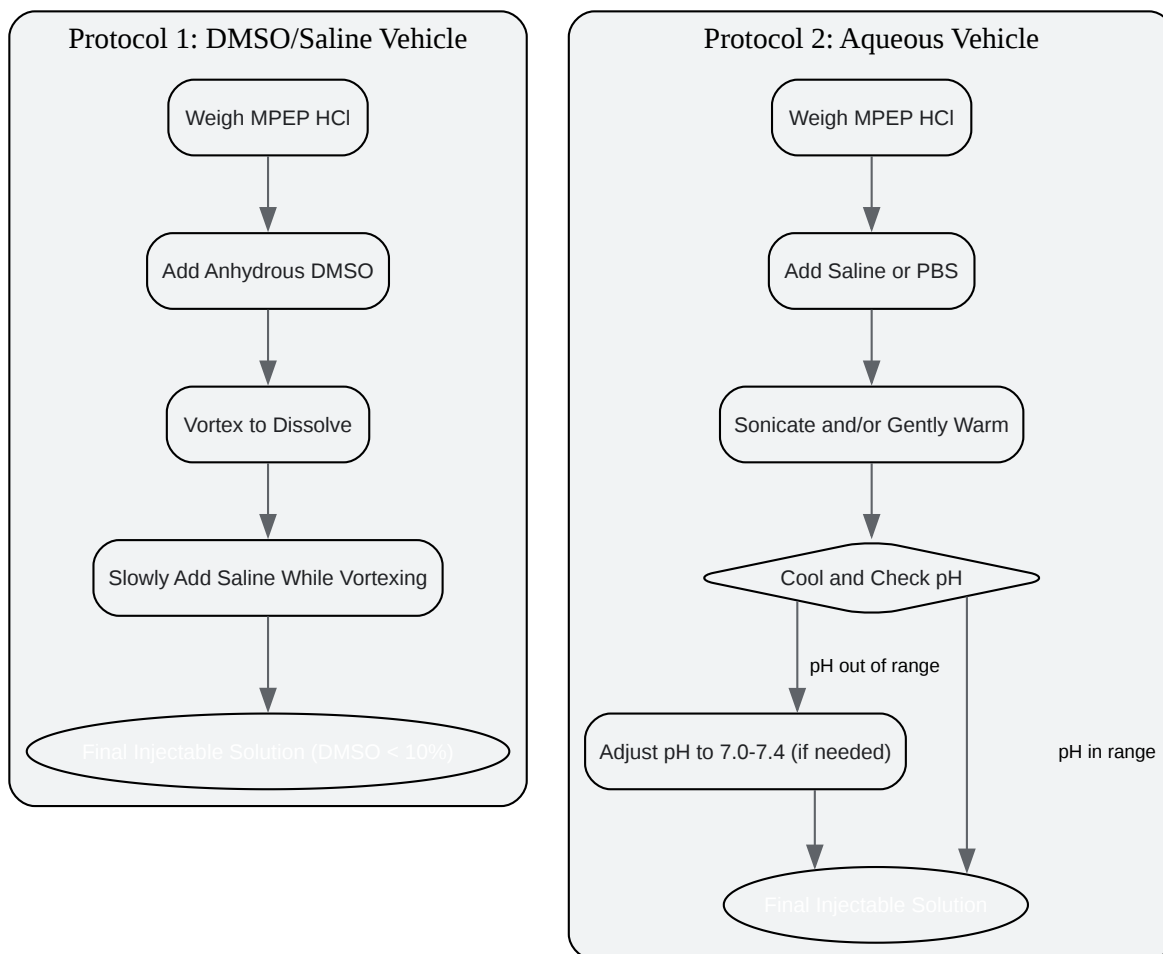 Protocol 1: DMSO/Saline Vehicle
Weigh MPEP HCl
Add Anhydrous DMSO
Vortex to Dissolve
Slowly Add Saline While Vortexing
Final Injectable Solution (DMSO < 10%)
Protocol 2: Aqueous Vehicle
Weigh MPEP HCl
Add Saline or PBS
Sonicate and/or Gently Warm
Cool and Check pH
pH out of range
Adjust pH to 7.0-7.4 (if needed)
pH in range
Final Injectable Solution